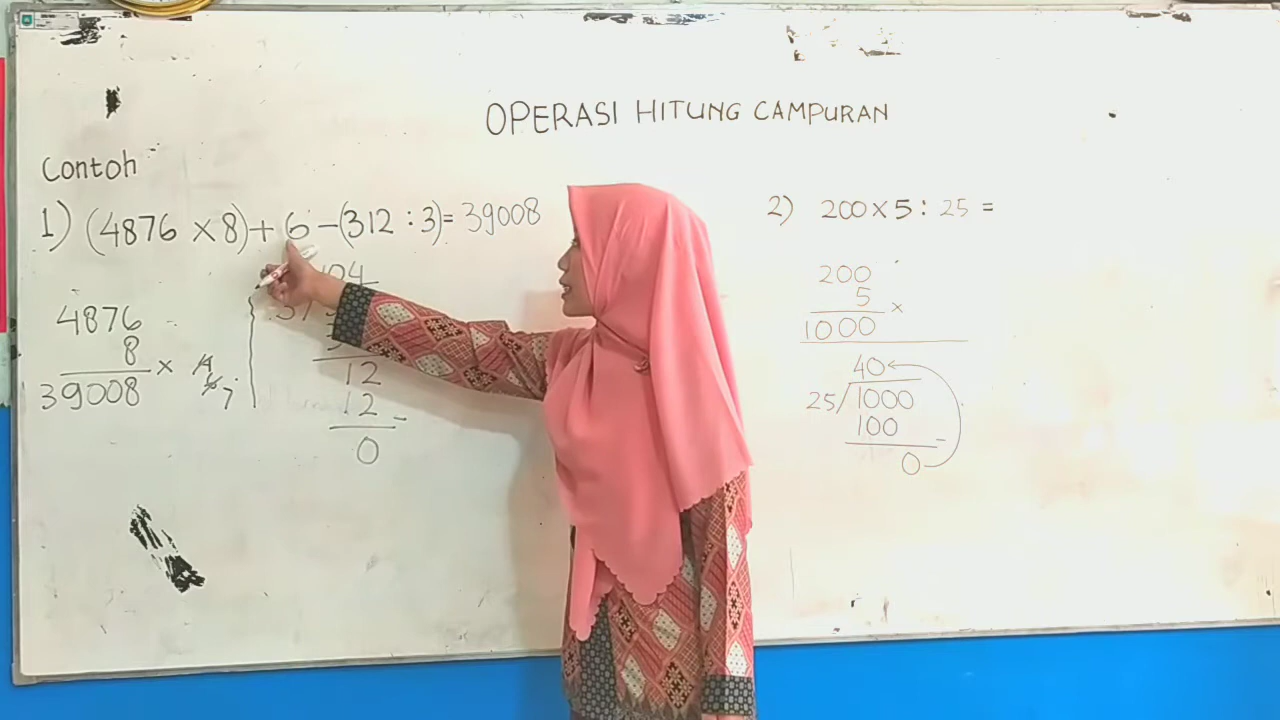 OPERASI HITUNG CAMPURAN
Contoh
1) (4876 × 8) + 6 - (312 : 3) = 39008
4876
8 ×
39008
104
12
12 -
0
2) 200 × 5 : 25 =
200
5 ×
1000
40
25 / 1000
100 -
0